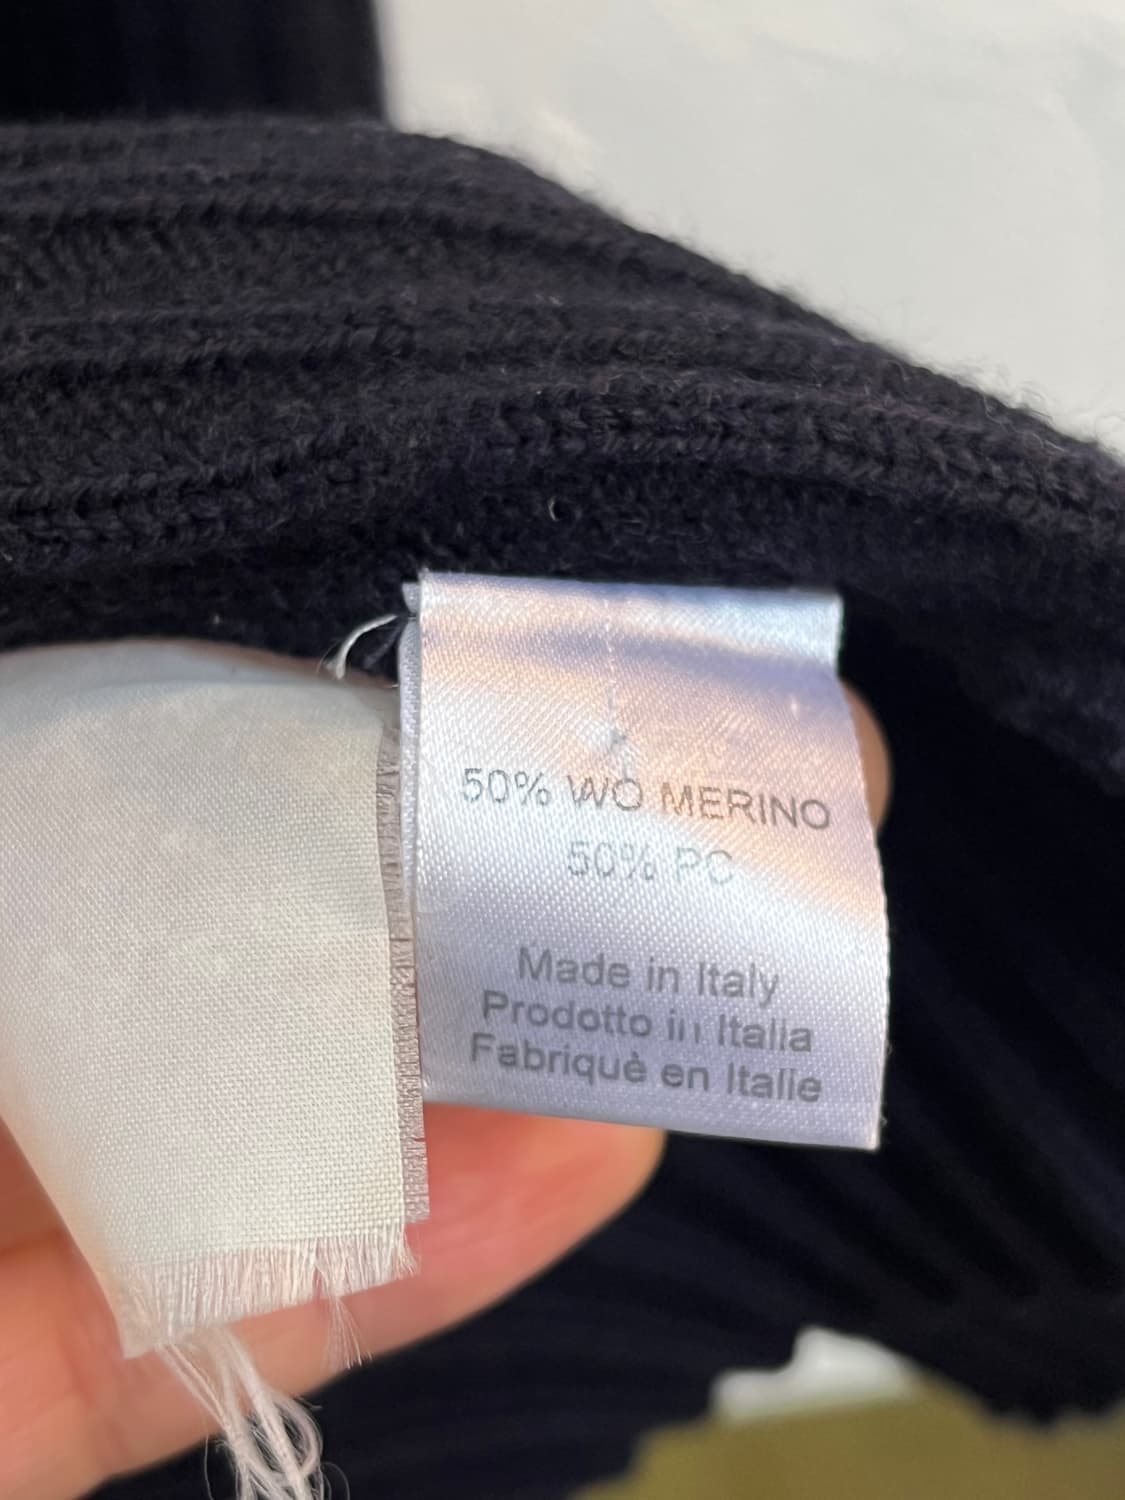 50% WO MERINO
50% PC
Made in Italy
Prodotto in Italia
Fabriquè en Italie